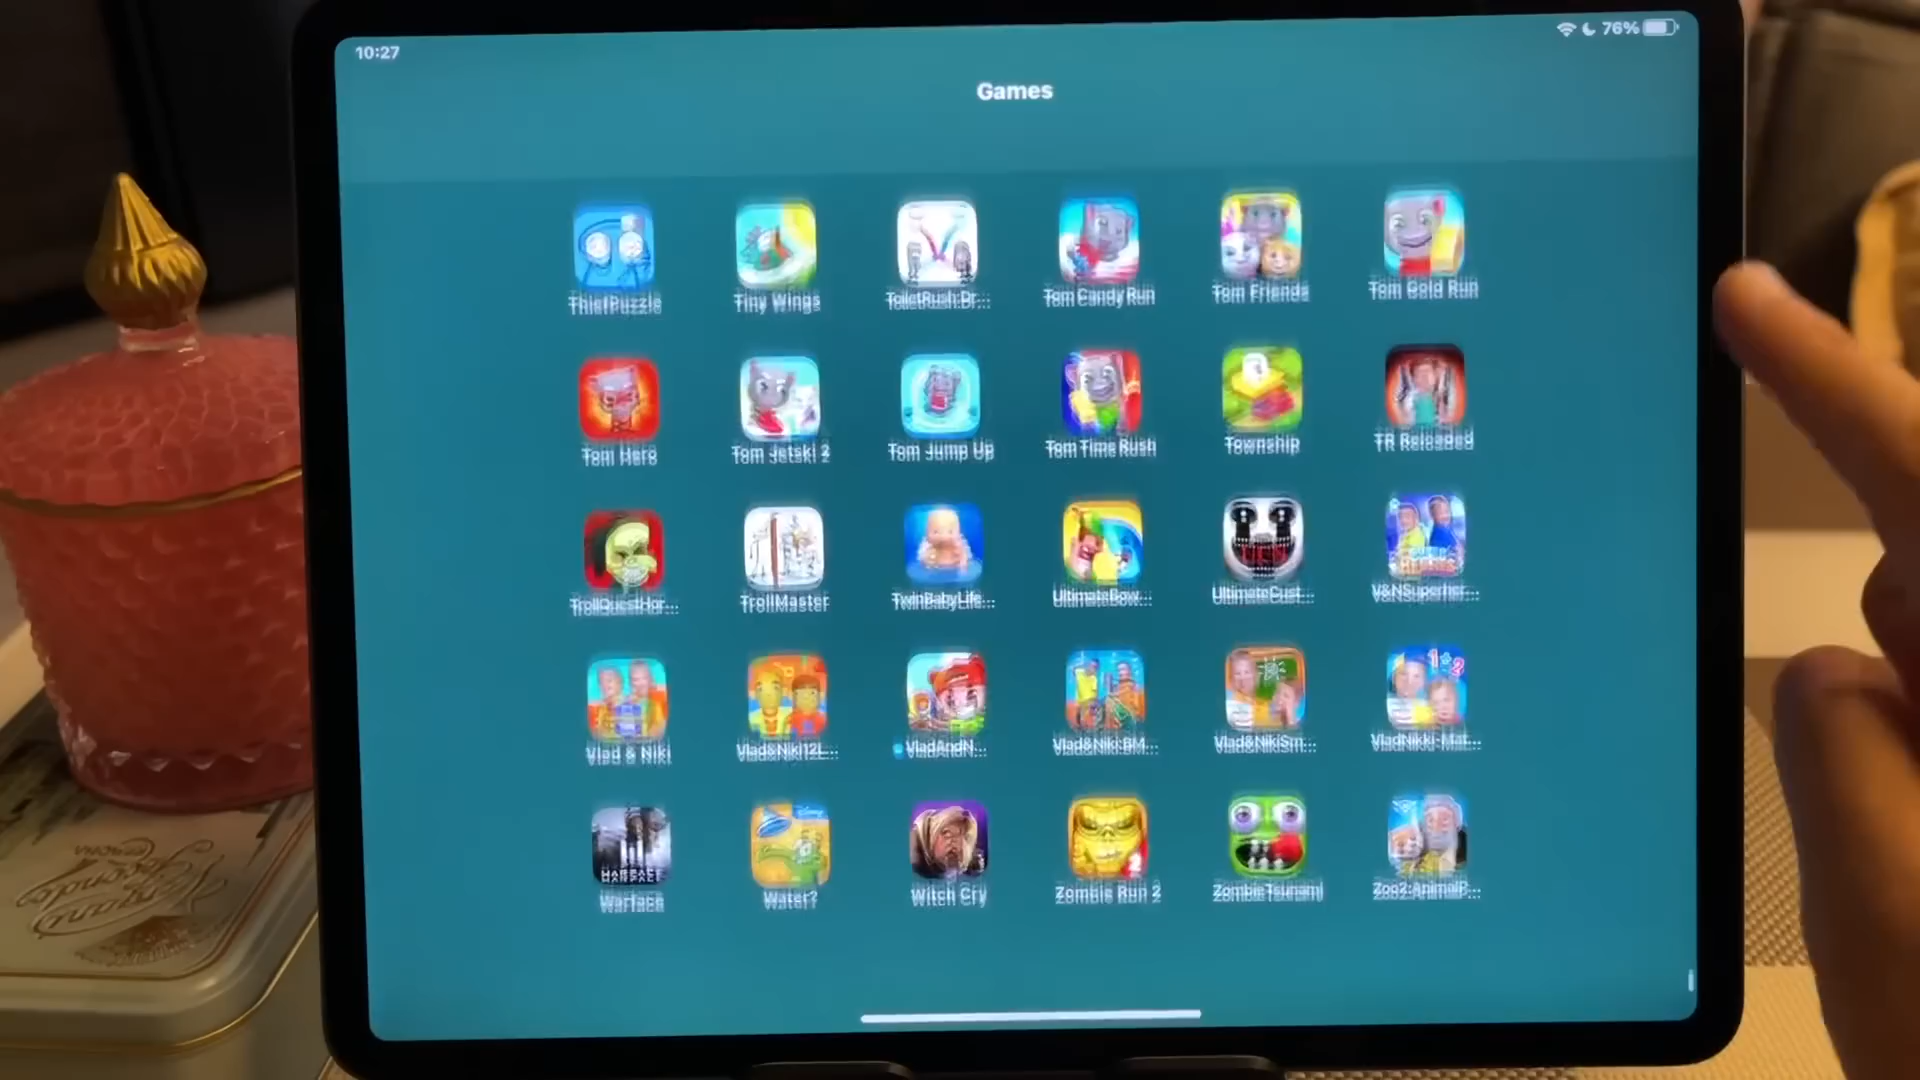 10:27
76%
Games
ThiefPuzzle
Tiny Wings
ToiletRush:Dr...
Tom Candy Run
Tom Friends
Tom Gold Run
Tom Hero
Tom Jetski 2
Tom Jump Up
Tom Time Rush
Township
TR Reloaded
TrollQuestHor...
TrollMaster
TwinBabyLife...
UltimateBow...
UltimateCust...
V&NSuperher...
Vlad & Niki
Vlad&Niki12L...
VladAndN...
Vlad&Niki:BM...
Vlad&NikiSm...
VladNikki-Mat...
Warface
Water?
Witch Cry
Zombie Run 2
ZombieTsunami
Zoo2:AnimalP...